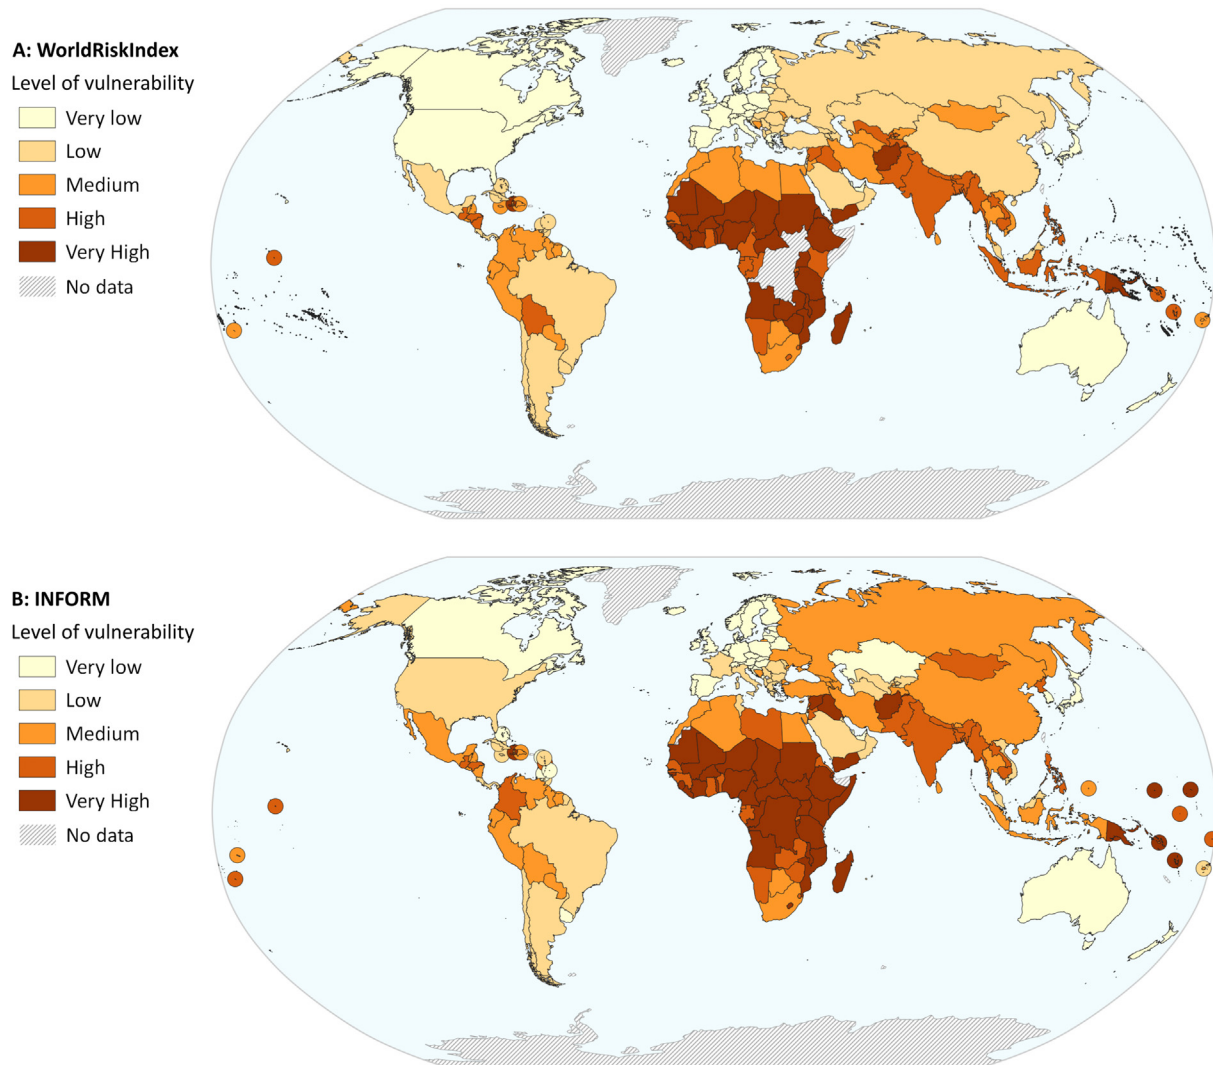 A: WorldRiskIndex
Level of vulnerability
Very low
Low
Medium
High
Very High
No data
B: INFORM
Level of vulnerability
Very low
Low
Medium
High
Very High
No data